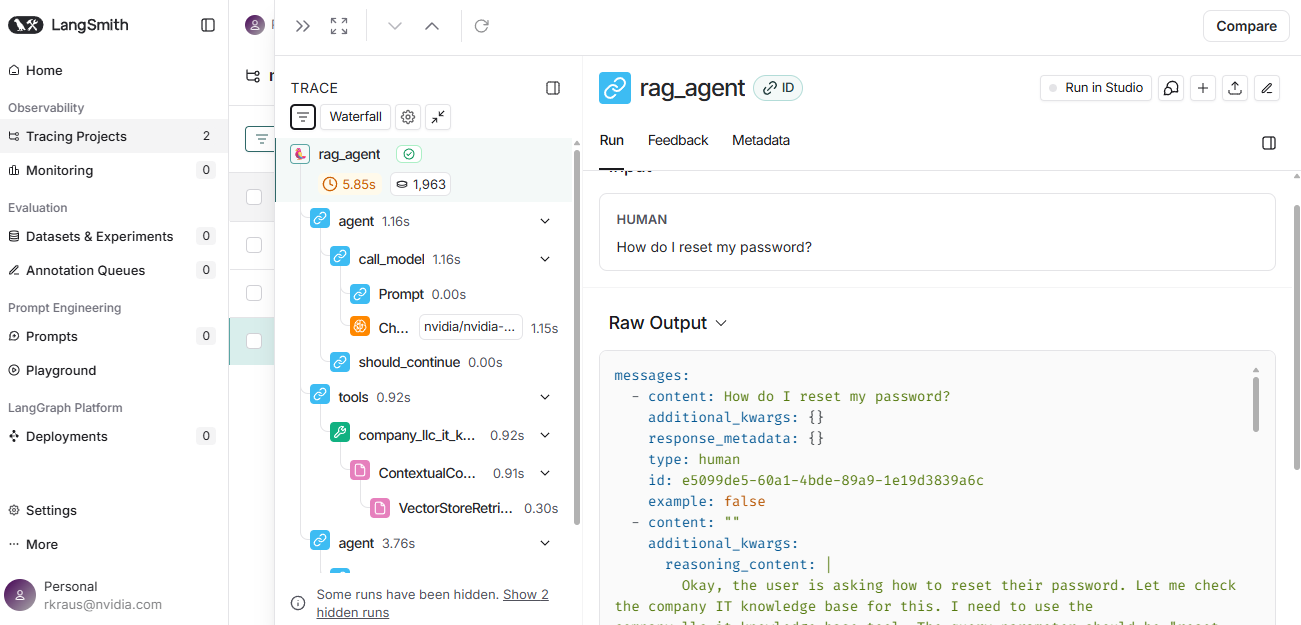 LangSmith
Home
Observability
Tracing Projects 2
Monitoring 0
Evaluation
Datasets & Experiments 0
Annotation Queues 0
Prompt Engineering
Prompts 0
Playground
LangGraph Platform
Deployments 0
Settings
More
Personal
rkraus@nvidia.com
Compare
TRACE
Waterfall
rag_agent
5.85s 1,963
agent 1.16s
call_model 1.16s
Prompt 0.00s
Ch... nvidia/nvidia-... 1.15s
should_continue 0.00s
tools 0.92s
company_llc_it_k... 0.92s
ContextualCo... 0.91s
VectorStoreRetri... 0.30s
agent 3.76s
Some runs have been hidden. Show 2
hidden runs
rag_agent ID
Run in Studio
Run Feedback Metadata
Input
HUMAN
How do I reset my password?
Raw Output
messages:
- content: How do I reset my password?
additional_kwargs: {}
response_metadata: {}
type: human
id: e5099de5-60a1-4bde-89a9-1e19d3839a6c
example: false
- content: ""
additional_kwargs:
reasoning_content: |
Okay, the user is asking how to reset their password. Let me check
the company IT knowledge base for this. I need to use the